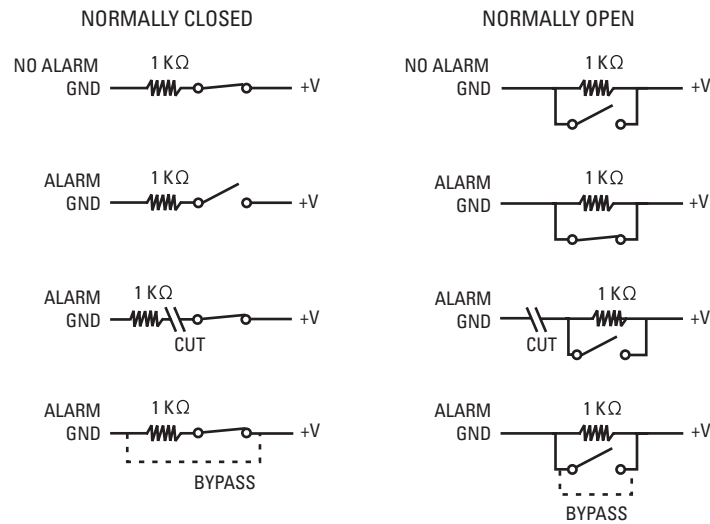 NORMALLY CLOSED
NORMALLY OPEN
NO ALARM
1 KΩ
GND
+V
NO ALARM
1 KΩ
GND
+V
ALARM
1 KΩ
GND
+V
ALARM
1 KΩ
GND
+V
ALARM
1 KΩ
GND
+V
CUT
ALARM
1 KΩ
GND
+V
CUT
ALARM
1 KΩ
GND
+V
BYPASS
ALARM
1 KΩ
GND
+V
BYPASS